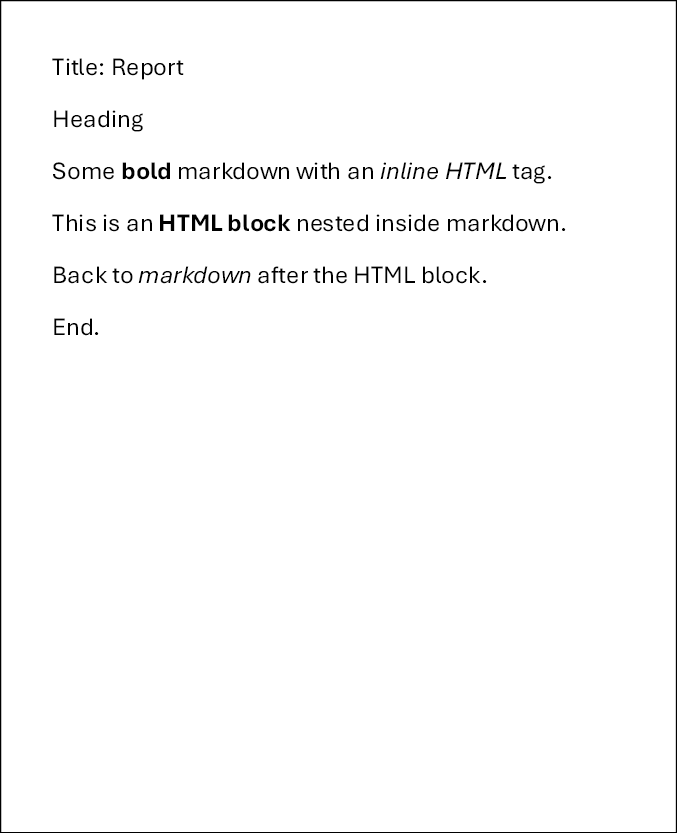 Title: Report
Heading
Some bold markdown with an inline HTML tag.
This is an HTML block nested inside markdown.
Back to markdown after the HTML block.
End.